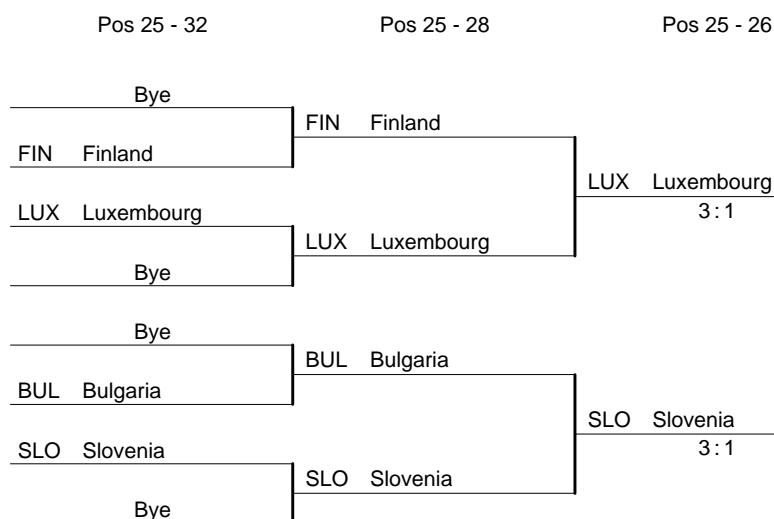 Pos 25 - 32 Pos 25 - 28 Pos 25 - 26
Bye
FIN Finland
FIN Finland
LUX Luxembourg
3 : 1
LUX Luxembourg
LUX Luxembourg
Bye
Bye
BUL Bulgaria
BUL Bulgaria
SLO Slovenia
3 : 1
SLO Slovenia
SLO Slovenia
Bye